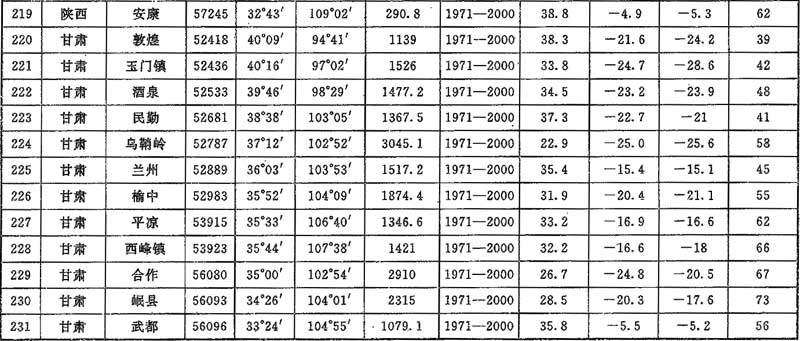 219 陕西 安康 57245 32°43′ 109°02′ 290.8 1971—2000 38.8 －4.9 －5.3 62
220 甘肃 敦煌 52418 40°09′ 94°41′ 1139 1971—2000 38.3 －21.6 －24.2 39
221 甘肃 玉门镇 52436 40°16′ 97°02′ 1526 1971—2000 33.8 －24.7 －28.6 42
222 甘肃 酒泉 52533 39°46′ 98°29′ 1477.2 1971—2000 34.5 －23.2 －23.9 48
223 甘肃 民勤 52681 38°38′ 103°05′ 1367.5 1971—2000 37.3 －22.7 －21 41
224 甘肃 乌鞘岭 52787 37°12′ 102°52′ 3045.1 1971—2000 22.9 －25.0 －25.6 58
225 甘肃 兰州 52889 36°03′ 103°53′ 1517.2 1971—2000 35.4 －15.4 －15.1 45
226 甘肃 榆中 52983 35°52′ 104°09′ 1874.4 1971—2000 31.9 －20.4 －21.1 55
227 甘肃 平凉 53915 35°33′ 106°40′ 1346.6 1971—2000 33.2 －16.9 －16.6 62
228 甘肃 西峰镇 53923 35°44′ 107°38′ 1421 1971—2000 32.2 －16.6 －18 66
229 甘肃 合作 56080 35°00′ 102°54′ 2910 1971—2000 26.7 －24.8 －20.5 67
230 甘肃 岷县 56093 34°26′ 104°01′ 2315 1971—2000 28.5 －20.3 －17.6 73
231 甘肃 武都 56096 33°24′ 104°55′ 1079.1 1971—2000 35.8 －5.5 －5.2 56